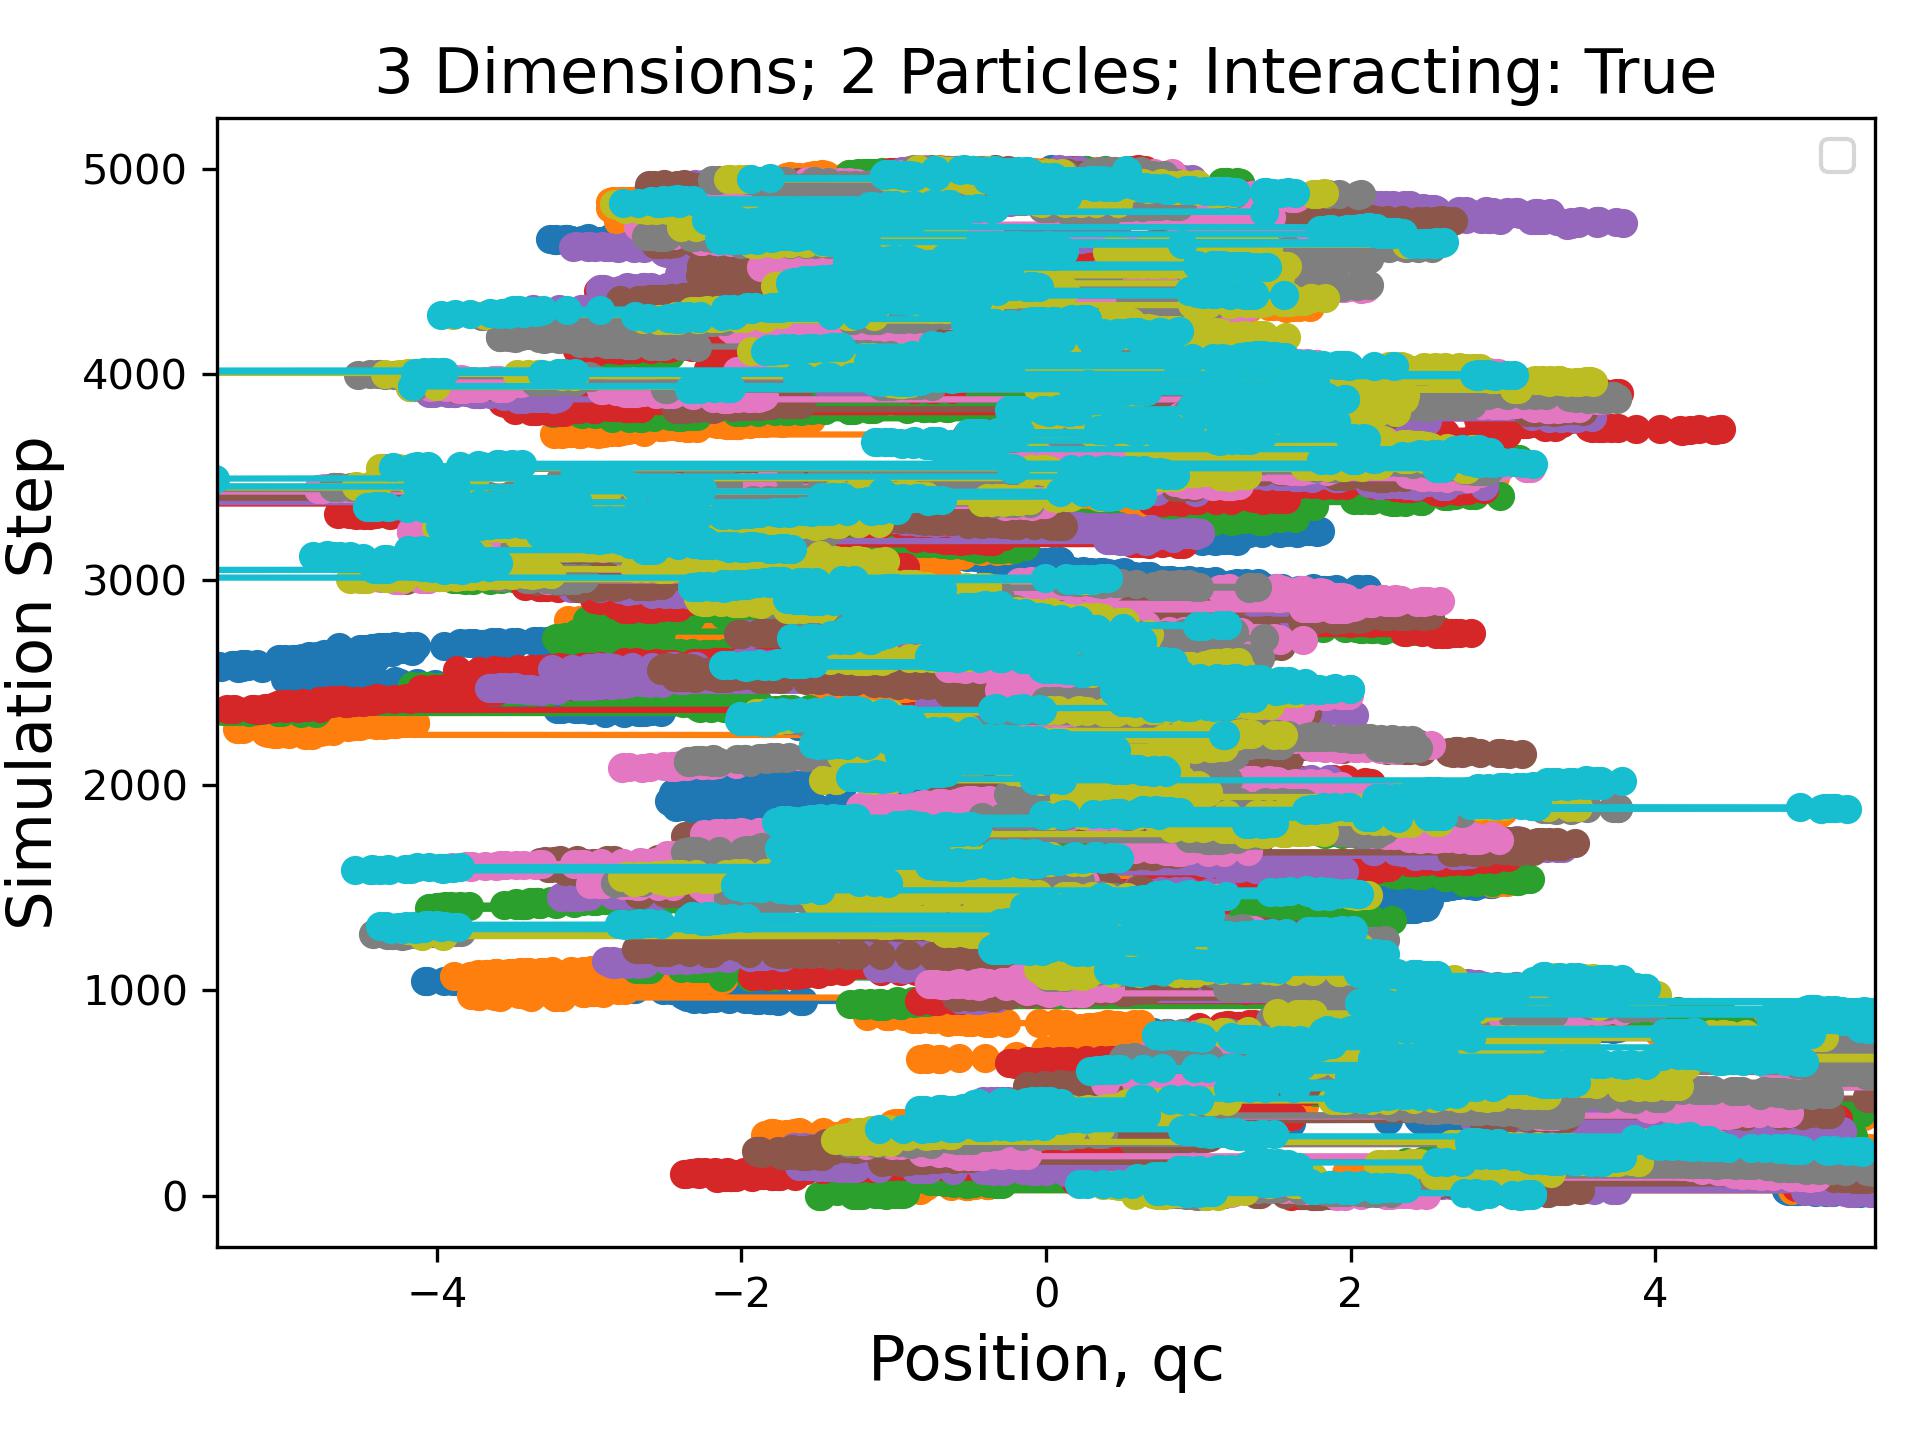 3 Dimensions; 2 Particles; Interacting: True
Simulation Step
5000
4000
3000
2000
1000
0
−4 −2 0 2 4
Position, qc